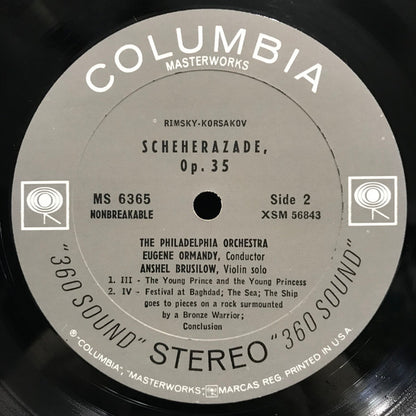 COLUMBIA
MASTERWORKS
RIMSKY-KORSAKOV
SCHEHERAZADE,
Op. 35
MS 6365
NONBREAKABLE
Side 2
XSM 56843
THE PHILADELPHIA ORCHESTRA
EUGENE ORMANDY, Conductor
ANSHEL BRUSILOW, Violin solo
1. III - The Young Prince and the Young Princess
2. IV - Festival at Baghdad; The Sea; The Ship
goes to pieces on a rock surmounted
by a Bronze Warrior;
Conclusion
"360 SOUND" STEREO "360 SOUND"
® "COLUMBIA", "MASTERWORKS", MARCAS REG. PRINTED IN U.S.A.